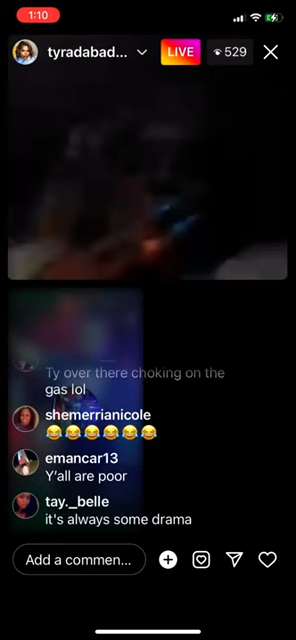 1:10
tyradabad...
LIVE
529
Ty over there choking on the
gas lol
shemerrianicole
😂😂😂😂😂😂
emancar13
Y'all are poor
tay._belle
it's always some drama
Add a commen...